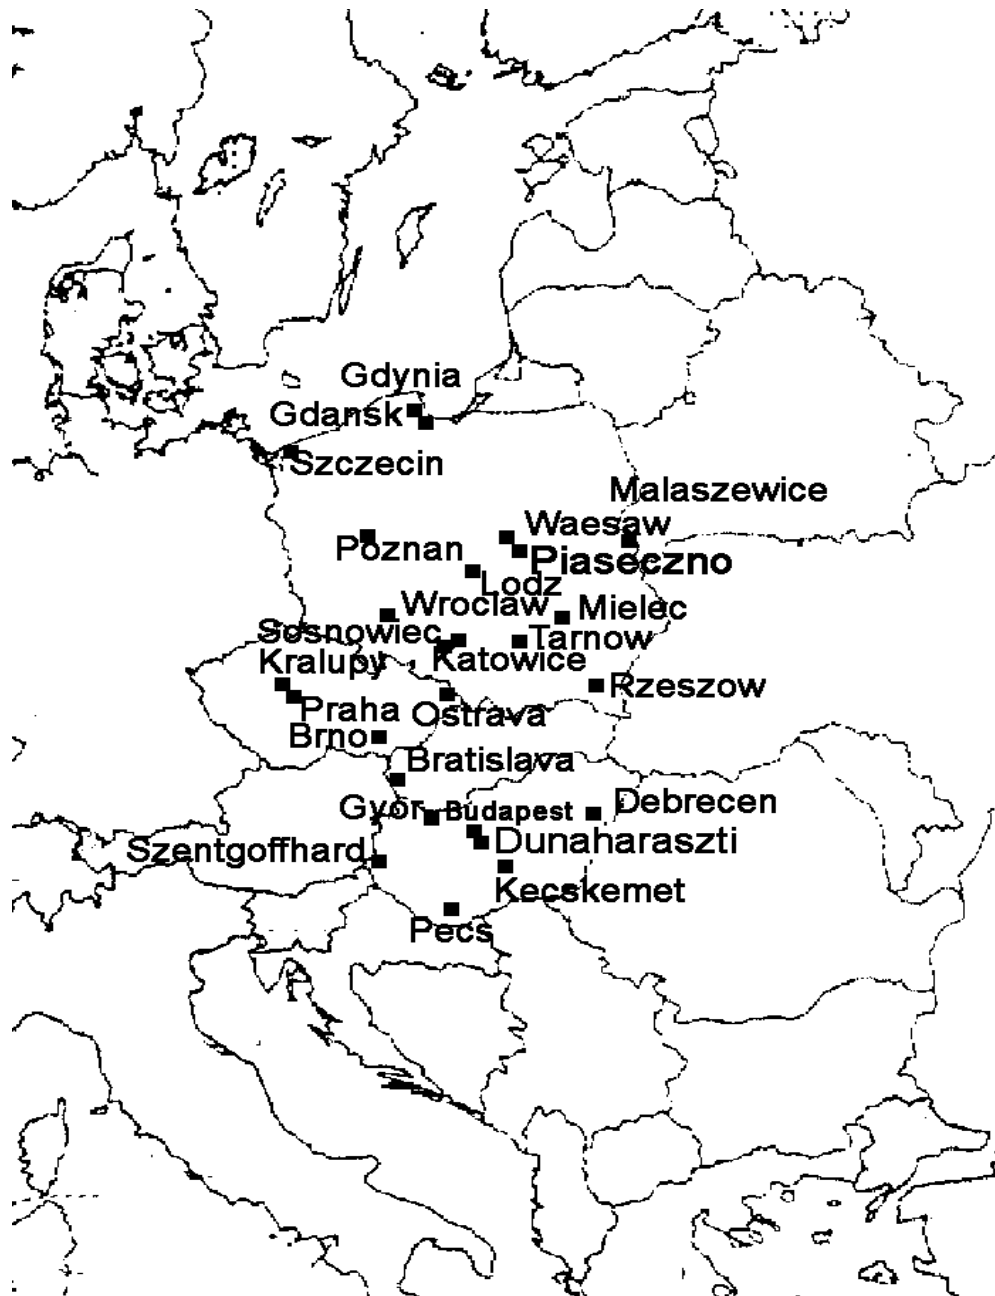 Gdynia
Gdansk
Szczecin
Malaszewice
Waesaw
Poznan
Piaseczno
Lodz
Wroclaw
Mielec
Sosnowiec
Tarnow
Kralupy
Katowice
Rzeszow
Praha
Ostrava
Brno
Bratislava
Gyor
Budapest
Debrecen
Dunaharaszti
Szentgoffhard
Kecskemet
Pecs